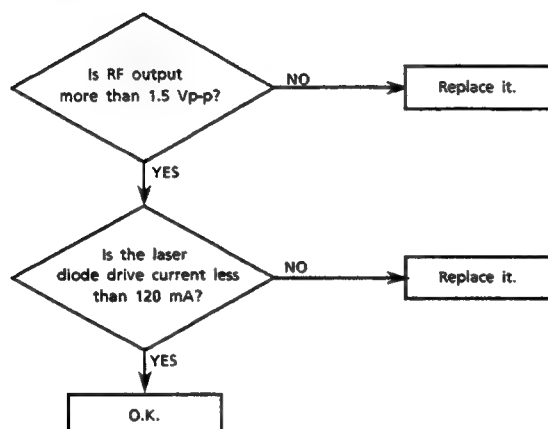 Is RF output
more than 1.5 Vp-p?
NO
Replace it.
YES
Is the laser
diode drive current less
than 120 mA?
NO
Replace it.
YES
O.K.